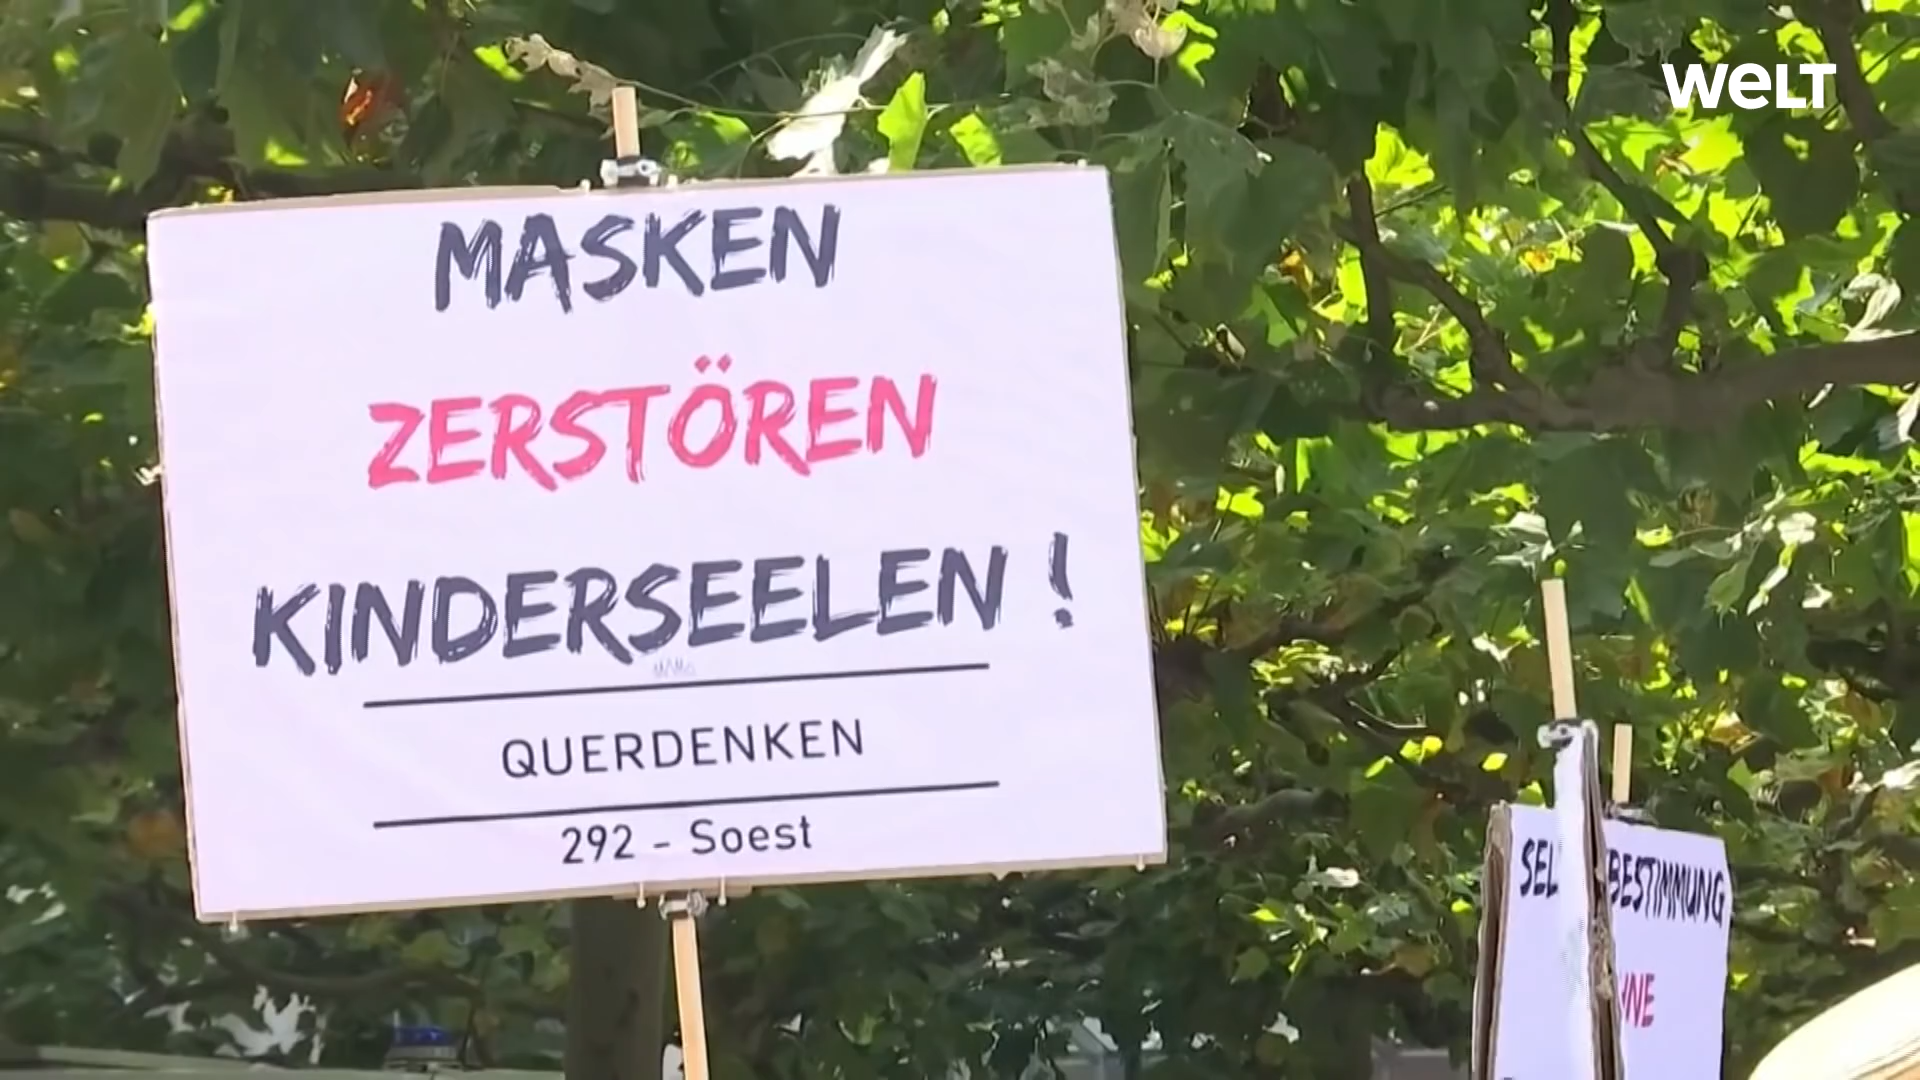 WELT
MASKEN
ZERSTÖREN
KINDERSEELEN !
QUERDENKEN
292 - Soest
BESTIMMUNG